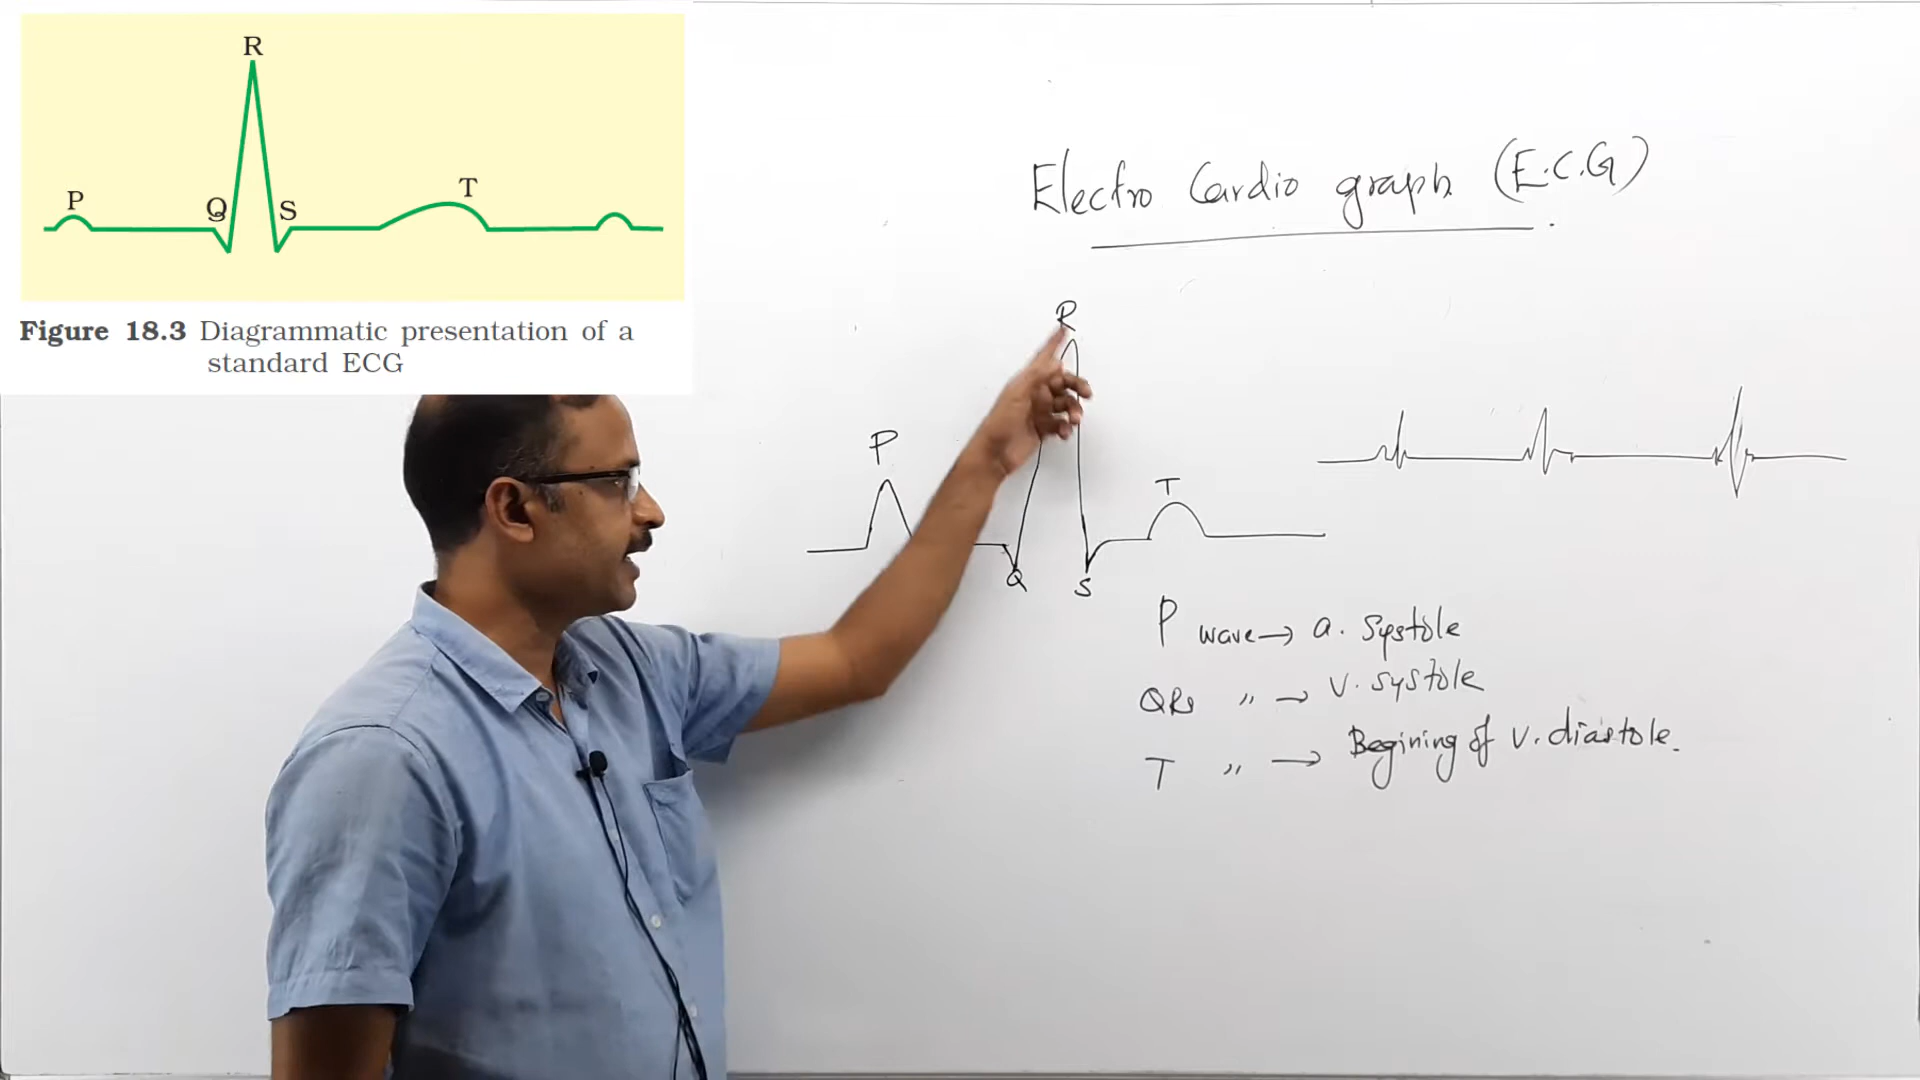 R
P
Q
S
T
Figure 18.3 Diagrammatic presentation of a
standard ECG
Electro Cardio graph (E.C.G)
R
P
T
Q
S
P wave → a. Systole
QRS 〃 → V. Systole
T 〃 → Begining of V. diastole.